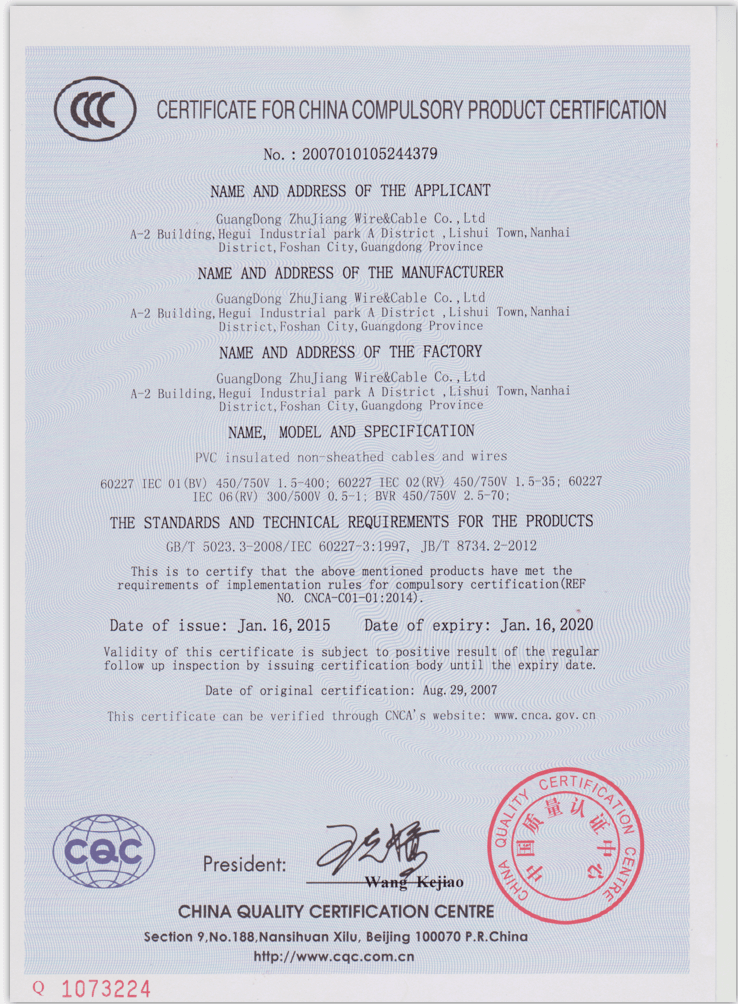 CCC
CERTIFICATE FOR CHINA COMPULSORY PRODUCT CERTIFICATION
No. : 2007010105244379
NAME AND ADDRESS OF THE APPLICANT
GuangDong ZhuJiang Wire&Cable Co.,Ltd
A-2 Building,Hegui Industrial park A District ,Lishui Town,Nanhai
District,Foshan City,Guangdong Province
NAME AND ADDRESS OF THE MANUFACTURER
GuangDong ZhuJiang Wire&Cable Co.,Ltd
A-2 Building,Hegui Industrial park A District ,Lishui Town,Nanhai
District,Foshan City,Guangdong Province
NAME AND ADDRESS OF THE FACTORY
GuangDong ZhuJiang Wire&Cable Co.,Ltd
A-2 Building,Hegui Industrial park A District ,Lishui Town,Nanhai
District,Foshan City,Guangdong Province
NAME, MODEL AND SPECIFICATION
PVC insulated non-sheathed cables and wires
60227 IEC 01(BV) 450/750V 1.5-400; 60227 IEC 02(RV) 450/750V 1.5-35; 60227
IEC 06(RV) 300/500V 0.5-1; BVR 450/750V 2.5-70;
THE STANDARDS AND TECHNICAL REQUIREMENTS FOR THE PRODUCTS
GB/T 5023.3-2008/IEC 60227-3:1997, JB/T 8734.2-2012
This is to certify that the above mentioned products have met the
requirements of implementation rules for compulsory certification(REF
NO. CNCA-C01-01:2014).
Date of issue: Jan.16,2015 Date of expiry: Jan.16,2020
Validity of this certificate is subject to positive result of the regular
follow up inspection by issuing certification body until the expiry date.
Date of original certification: Aug.29,2007
This certificate can be verified through CNCA's website: www.cnca.gov.cn
CHINA QUALITY CERTIFICATION CENTRE
中国质量认证中心
CQC
President:
Wang Kejiao
CHINA QUALITY CERTIFICATION CENTRE
Section 9,No.188,Nansihuan Xilu, Beijing 100070 P.R.China
http://www.cqc.com.cn
Q 1073224